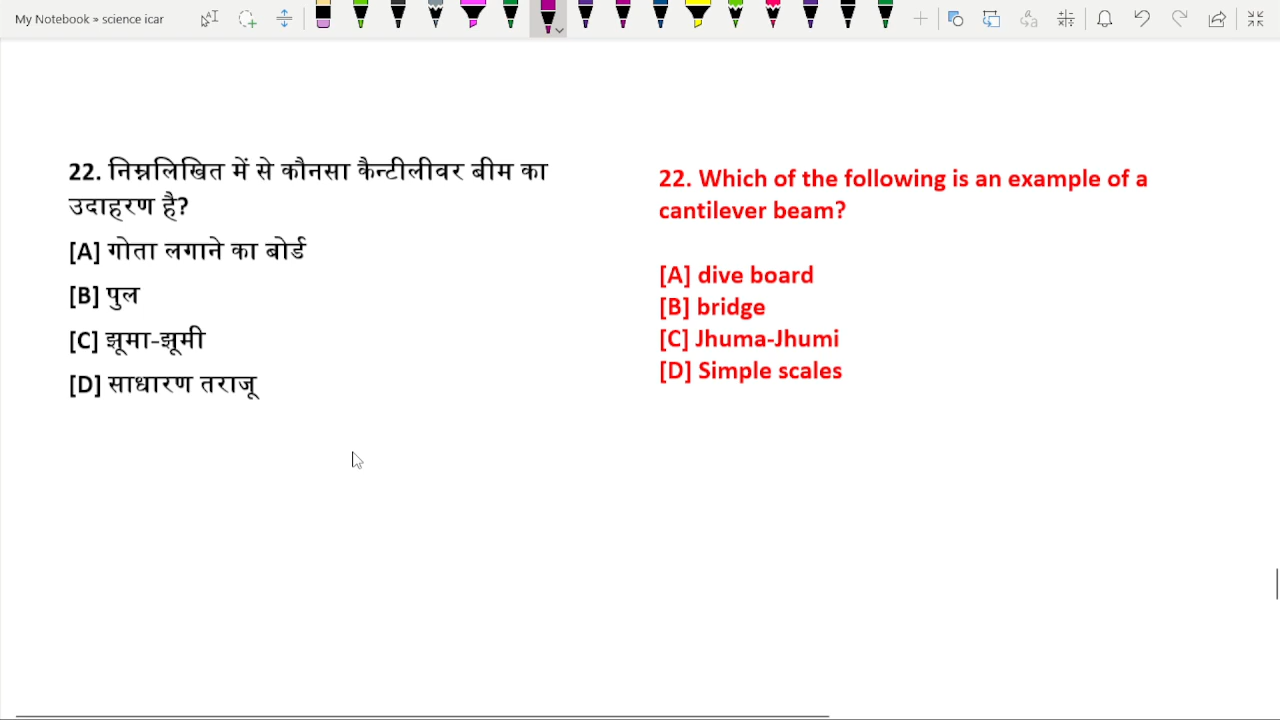 My Notebook » science icar
22. निम्नलिखित में से कौनसा कैन्टीलीवर बीम का
उदाहरण है?
[A] गोता लगाने का बोर्ड
[B] पुल
[C] झूमा-झूमी
[D] साधारण तराजू
22. Which of the following is an example of a
cantilever beam?
[A] dive board
[B] bridge
[C] Jhuma-Jhumi
[D] Simple scales